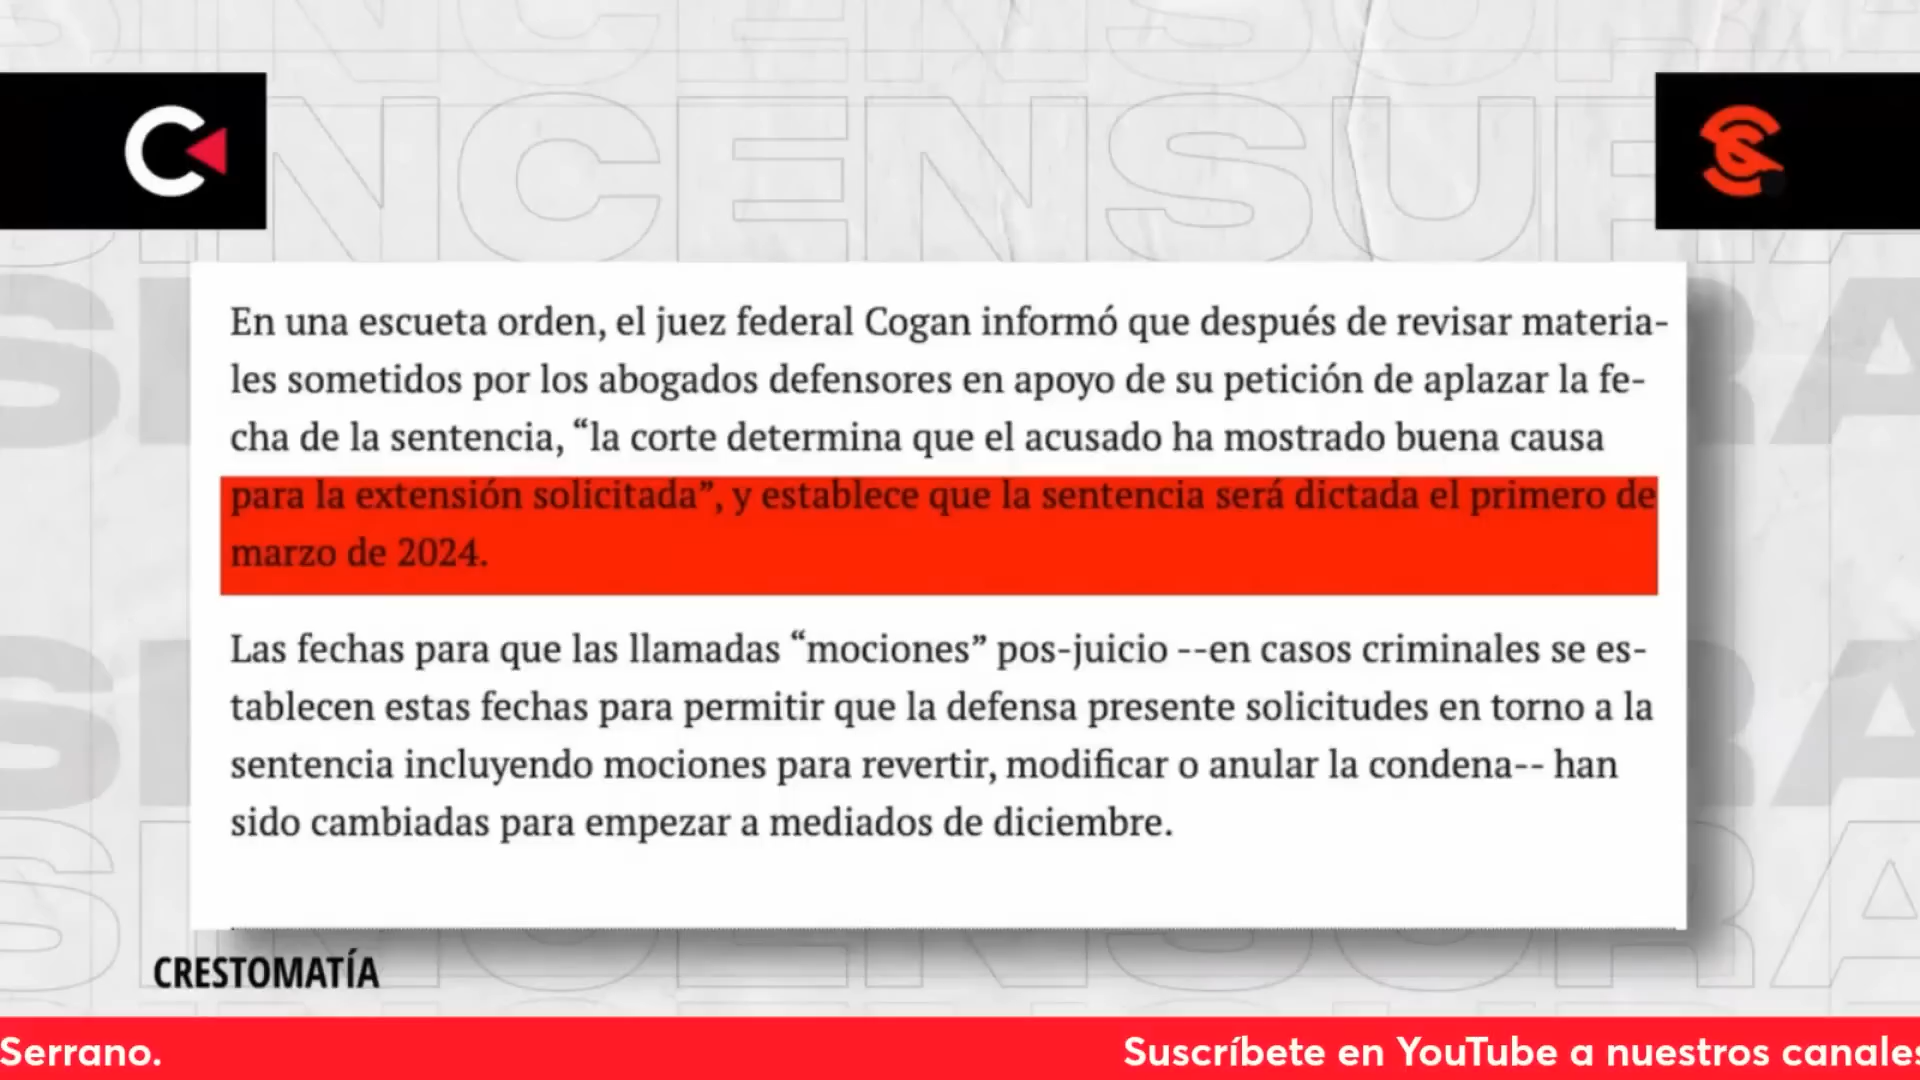 SINCENSURA
En una escueta orden, el juez federal Cogan informó que después de revisar materia-
les sometidos por los abogados defensores en apoyo de su petición de aplazar la fe-
cha de la sentencia, “la corte determina que el acusado ha mostrado buena causa
para la extensión solicitada”, y establece que la sentencia será dictada el primero de
marzo de 2024.
Las fechas para que las llamadas “mociones” pos-juicio --en casos criminales se es-
tablecen estas fechas para permitir que la defensa presente solicitudes en torno a la
sentencia incluyendo mociones para revertir, modificar o anular la condena-- han
sido cambiadas para empezar a mediados de diciembre.
CRESTOMATÍA
Serrano. Suscríbete en YouTube a nuestros canales